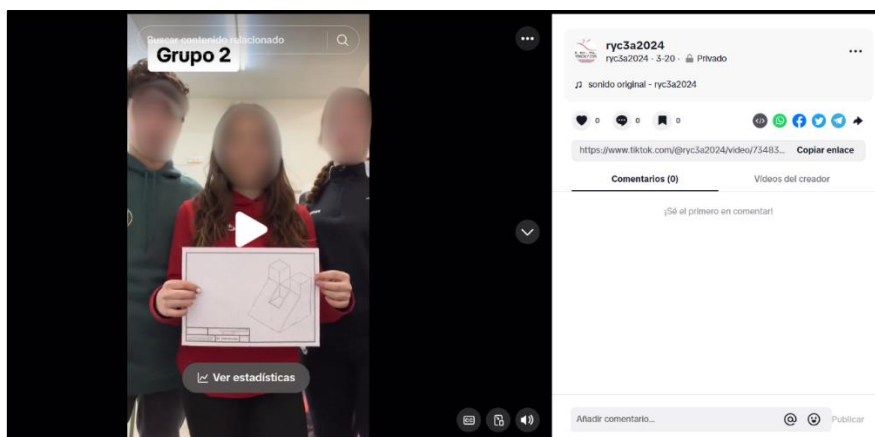 Buscar contenido relacionado
Grupo 2
Ver estadísticas
ryc3a2024
ryc3a2024 · 3-20 · Privado
sonido original - ryc3a2024
0
0
0
https://www.tiktok.com/@ryc3a2024/video/73483... Copiar enlace
Comentarios (0) Vídeos del creador
¡Sé el primero en comentar!
Añadir comentario... Publicar